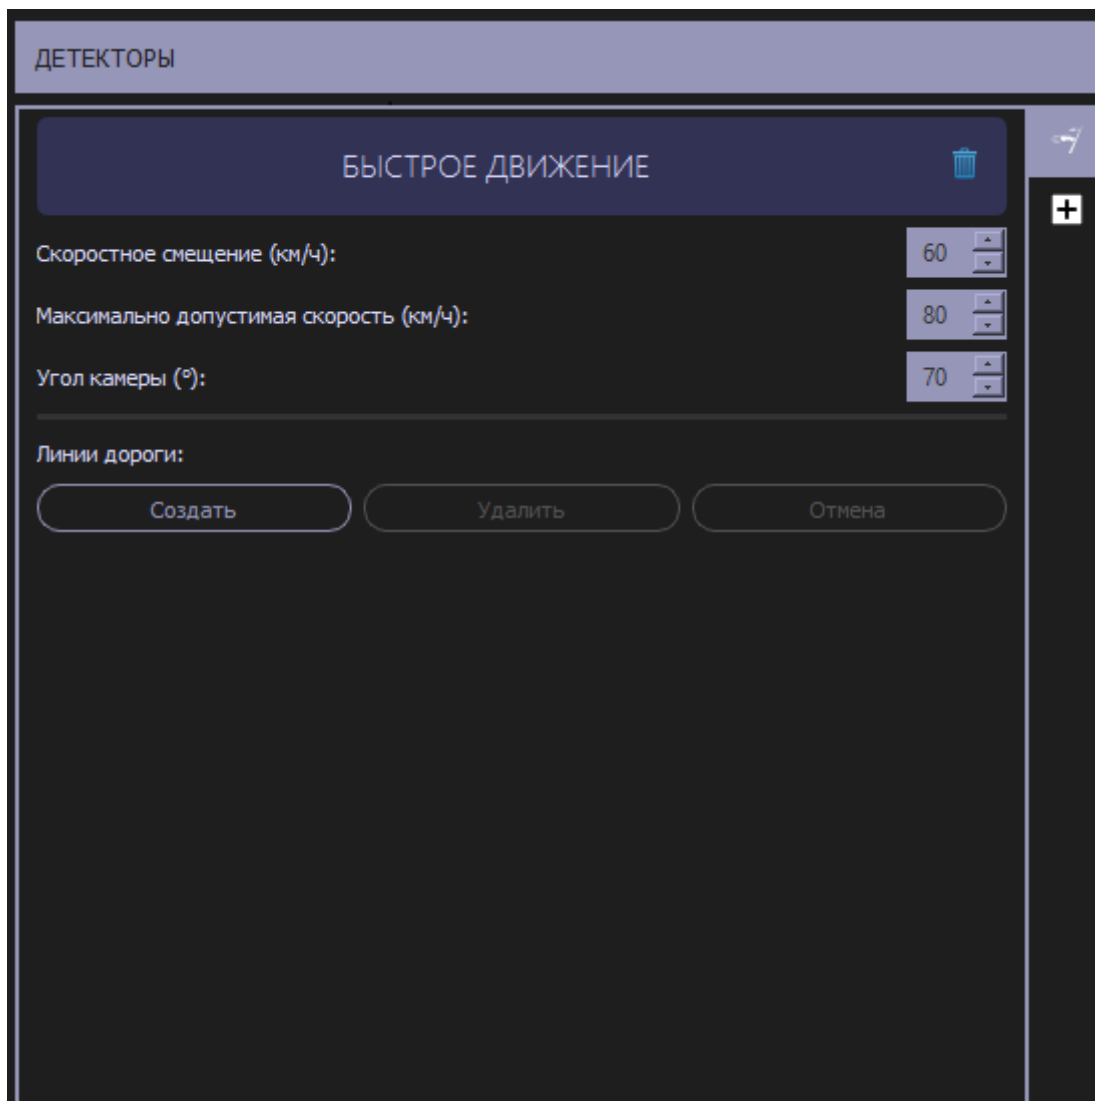 ДЕТЕКТОРЫ
БЫСТРОЕ ДВИЖЕНИЕ
Скоростное смещение (км/ч):
60
Максимально допустимая скорость (км/ч):
80
Угол камеры (°):
70
Линии дороги:
Создать Удалить Отмена